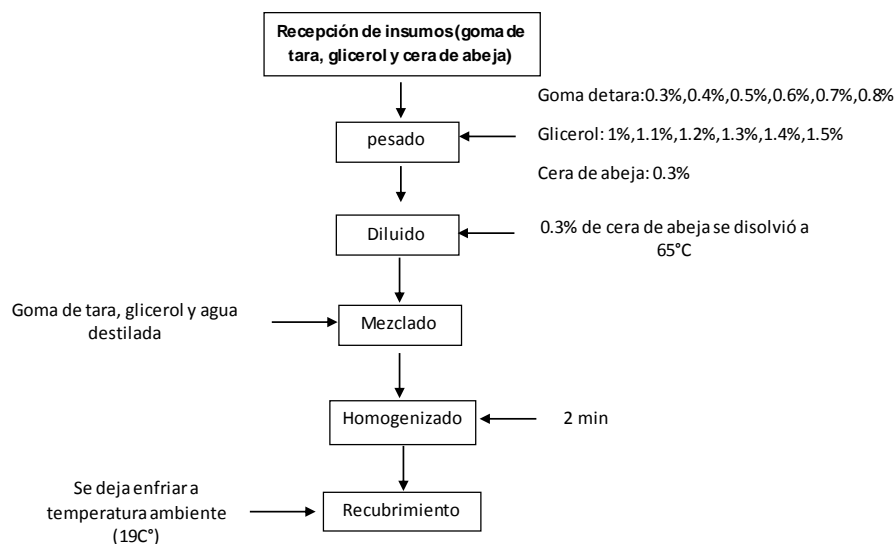 Recepción de insumos (goma de
tara, glicerol y cera de abeja)
Goma detara:0.3%,0.4%,0.5%,0.6%,0.7%,0.8%
pesado
Glicerol: 1%,1.1%,1.2%,1.3%,1.4%,1.5%
Cera de abeja: 0.3%
Diluido
0.3% de cera de abeja se disolvió a
65°C
Goma de tara, glicerol y agua
destilada
Mezclado
Homogenizado
2 min
Se deja enfriar a
temperatura ambiente
(19C°)
Recubrimiento